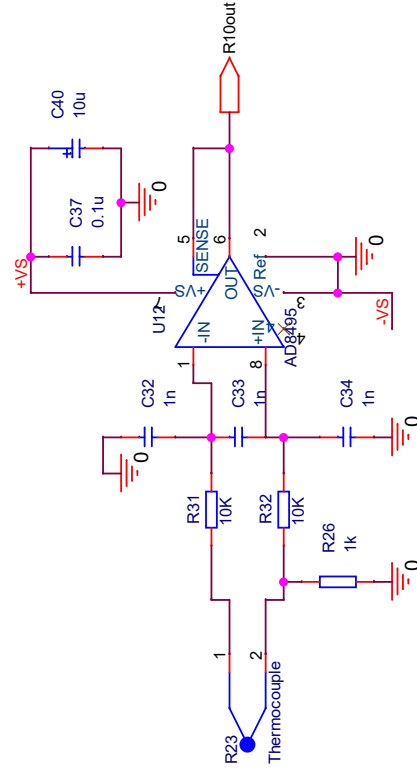 R10out
C40
10u
C37
0.1u
0
+VS
5
SENSE
6
OUT
2
Ref
0
7
+VS
U12
-VS
3
-IN
+IN
4
AD8495
-VS
1
8
C32
1n
C33
1n
C34
1n
0
0
R31
10K
R32
10K
R26
1k
0
1
2
R23
Thermocouple